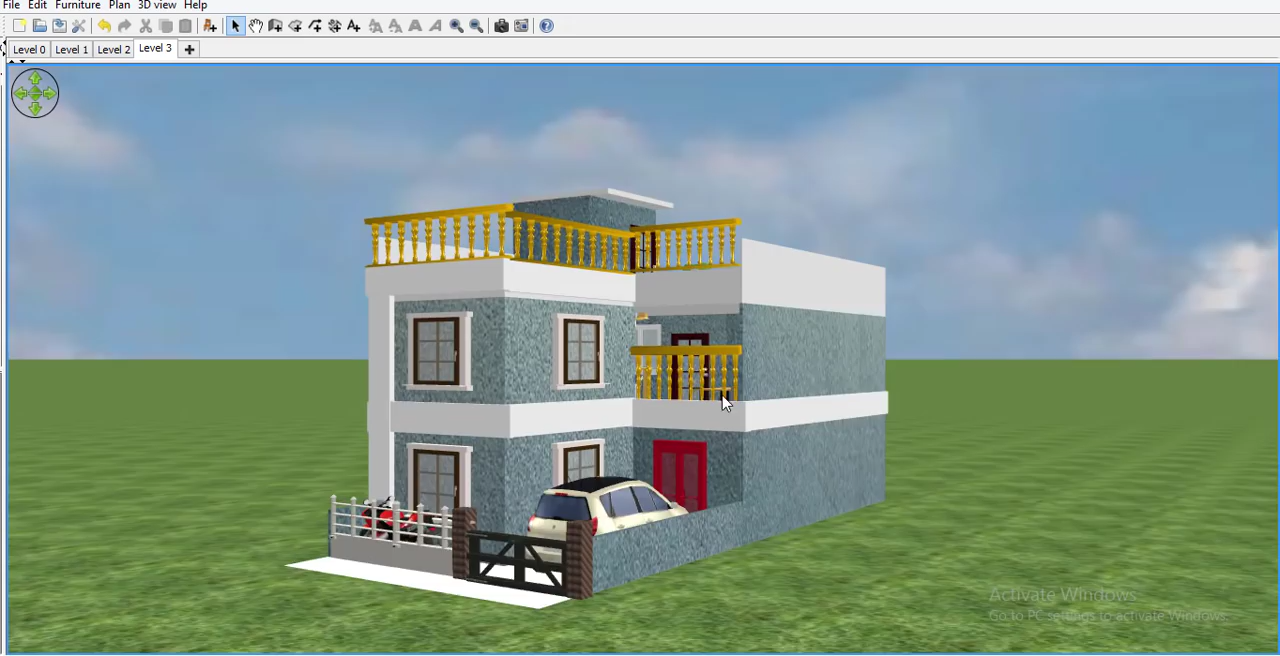 File Edit Furniture Plan 3D view Help
Level 0 Level 1 Level 2 Level 3
Activate Windows
Go to PC settings to activate Windows.